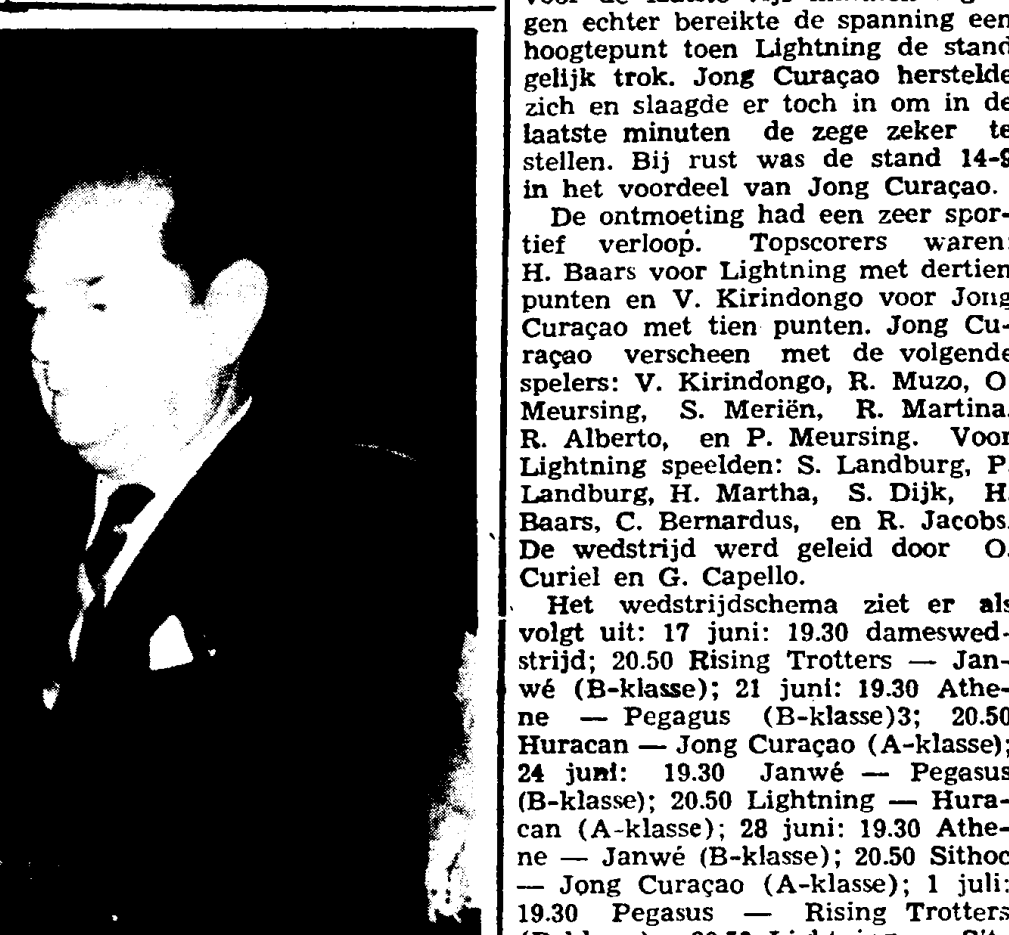 gen echter bereikte de spanning een
hoogtepunt toen Lightning de stand
gelijk trok. Jong Curaçao herstelde
zich en slaagde er toch in om in de
laatste minuten de zege zeker te
stellen. Bij rust was de stand 14-9
in het voordeel van Jong Curaçao.
De ontmoeting had een zeer spor-
tief verloop. Topscorers waren:
H. Baars voor Lightning met dertien
punten en V. Kirindongo voor Jong
Curaçao met tien punten. Jong Cu-
raçao verscheen met de volgende
spelers: V. Kirindongo, R. Muzo, O
Meursing, S. Meriën, R. Martina,
R. Alberto, en P. Meursing. Voor
Lightning speelden: S. Landburg, P.
Landburg, H. Martha, S. Dijk, H.
Baars, C. Bernardus, en R. Jacobs.
De wedstrijd werd geleid door O.
Curiel en G. Capello.
Het wedstrijdschema ziet er als
volgt uit: 17 juni: 19.30 dameswed-
strijd; 20.50 Rising Trotters — Jan-
wé (B-klasse); 21 juni: 19.30 Athe-
ne — Pegagus (B-klasse)3; 20.50
Huracan — Jong Curaçao (A-klasse);
24 juni: 19.30 Janwé — Pegasus
(B-klasse); 20.50 Lightning — Hura-
can (A-klasse); 28 juni: 19.30 Athe-
ne — Janwé (B-klasse); 20.50 Sithoc
— Jong Curaçao (A-klasse); 1 juli:
19.30 Pegasus — Rising Trotters